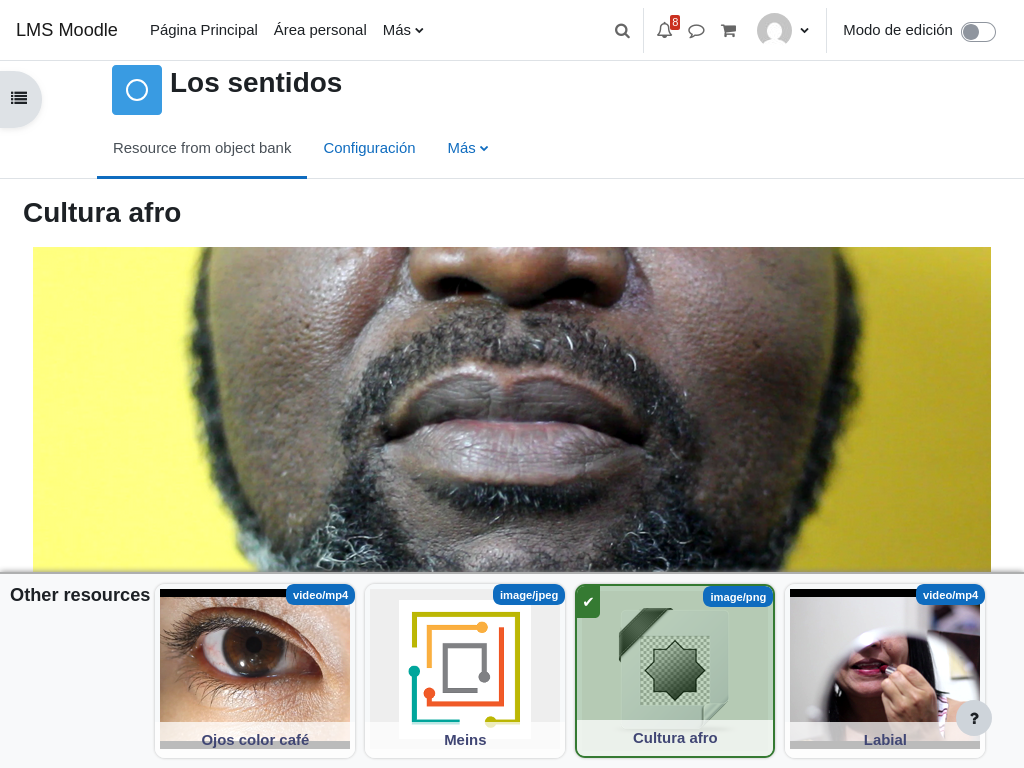 LMS Moodle
Página Principal
Área personal
Más
8
Modo de edición
Los sentidos
Resource from object bank
Configuración
Más
Cultura afro
Other resources
video/mp4
Ojos color café
image/jpeg
Meins
image/png
Cultura afro
video/mp4
Labial
?